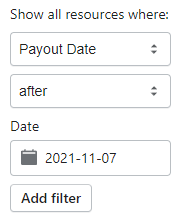 Show all resources where:
Payout Date
after
Date
2021-11-07
Add filter